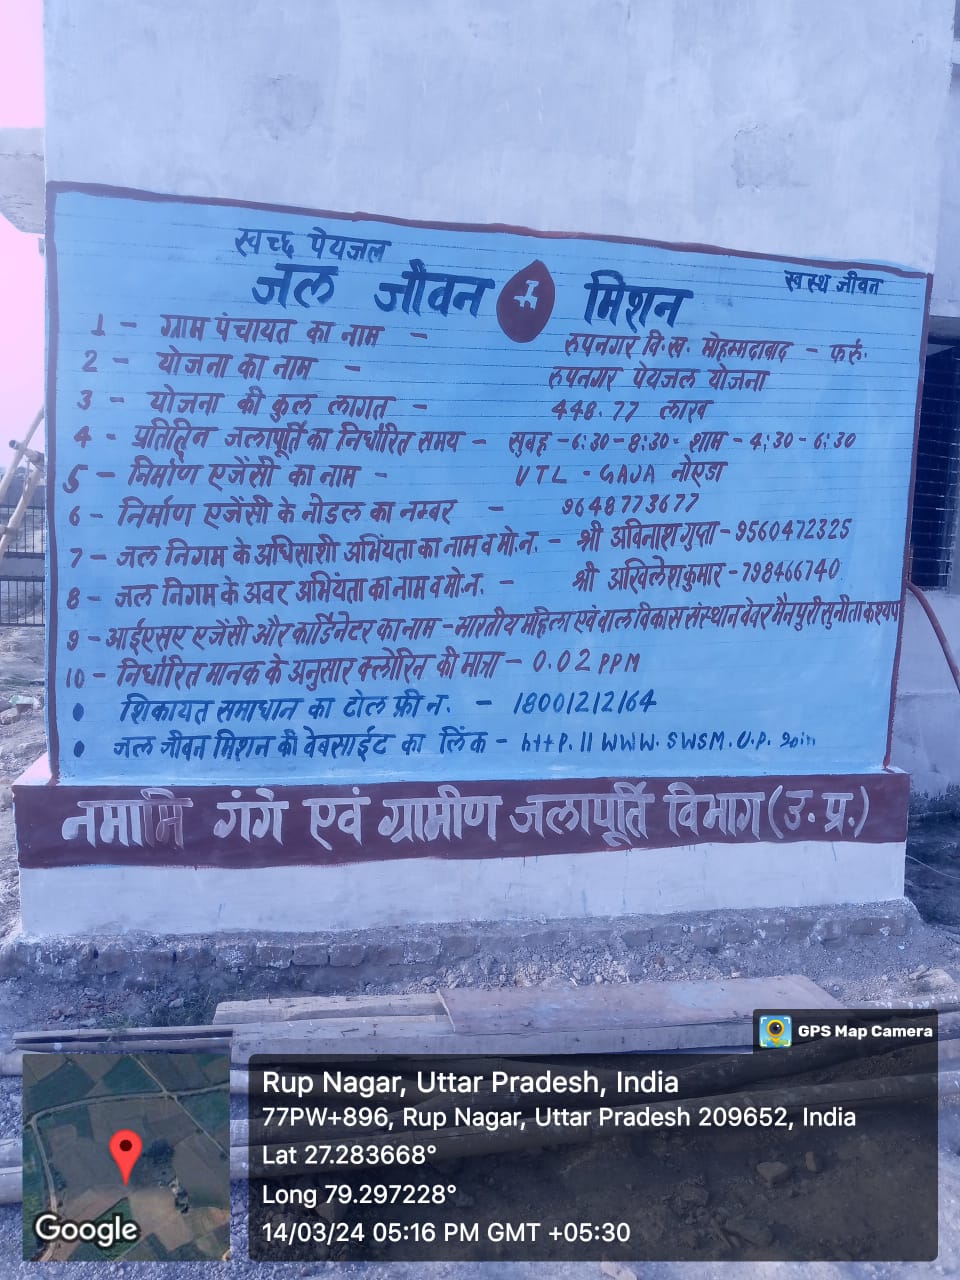 स्वच्छ पेयजल
स्वस्थ जीवन
जल जीवन मिशन
1 - ग्राम पंचायत का नाम - रुपनगर वि.ख. मोहम्मदाबाद - फर्रु.
2 - योजना का नाम - रुपनगर पेयजल योजना
3 - योजना की कुल लागत - 448.77 लाख
4 - प्रतिदिन जलापूर्ति का निर्धारित समय - सुबह - 6:30 - 8:30 - शाम - 4:30 - 6:30
5 - निर्माण एजेंसी का नाम - UTL - GAJA नोएडा
6 - निर्माण एजेंसी के नोडल का नम्बर - 9648773677
7 - जल निगम के अधिसाशी अभियंता का नाम व मो.न. - श्री अविनाश गुप्ता - 9560472325
8 - जल निगम के अवर अभियंता का नाम व मो.न. - श्री अखिलेश कुमार - 798466740
9 - आईएसए एजेंसी और कार्डिनेटर का नाम - भारतीय महिला एवं बाल विकास संस्थान वेवर मैनपुरी सुनीता कश्यप
10 - निर्धारित मानक के अनुसार क्लोरिन की मात्रा - 0.02 PPM
• शिकायत समाधान का टोल फ्री न. - 18001212164
• जल जीवन मिशन की वेबसाईट का लिंक - httP.11 WWW.SWSM.U.P. goin
नमामि गंगे एवं ग्रामीण जलापूर्ति विभाग (उ.प्र.)
GPS Map Camera
Rup Nagar, Uttar Pradesh, India
77PW+896, Rup Nagar, Uttar Pradesh 209652, India
Lat 27.283668°
Long 79.297228°
14/03/24 05:16 PM GMT +05:30
Google